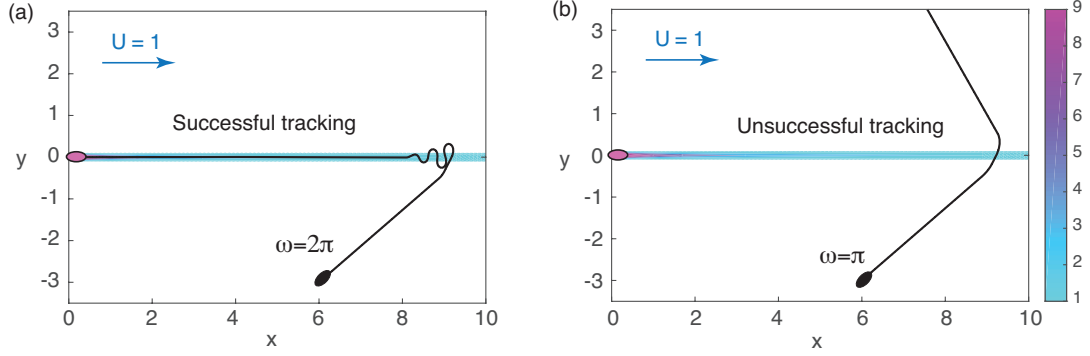 (a)
U = 1
Successful tracking
ω=2π
y
3
2
1
0
-1
-2
-3
0 2 4 6 8 10
x
(b)
U = 1
Unsuccessful tracking
ω=π
y
3
2
1
0
-1
-2
-3
0 2 4 6 8 10
x
9
8
7
6
5
4
3
2
1